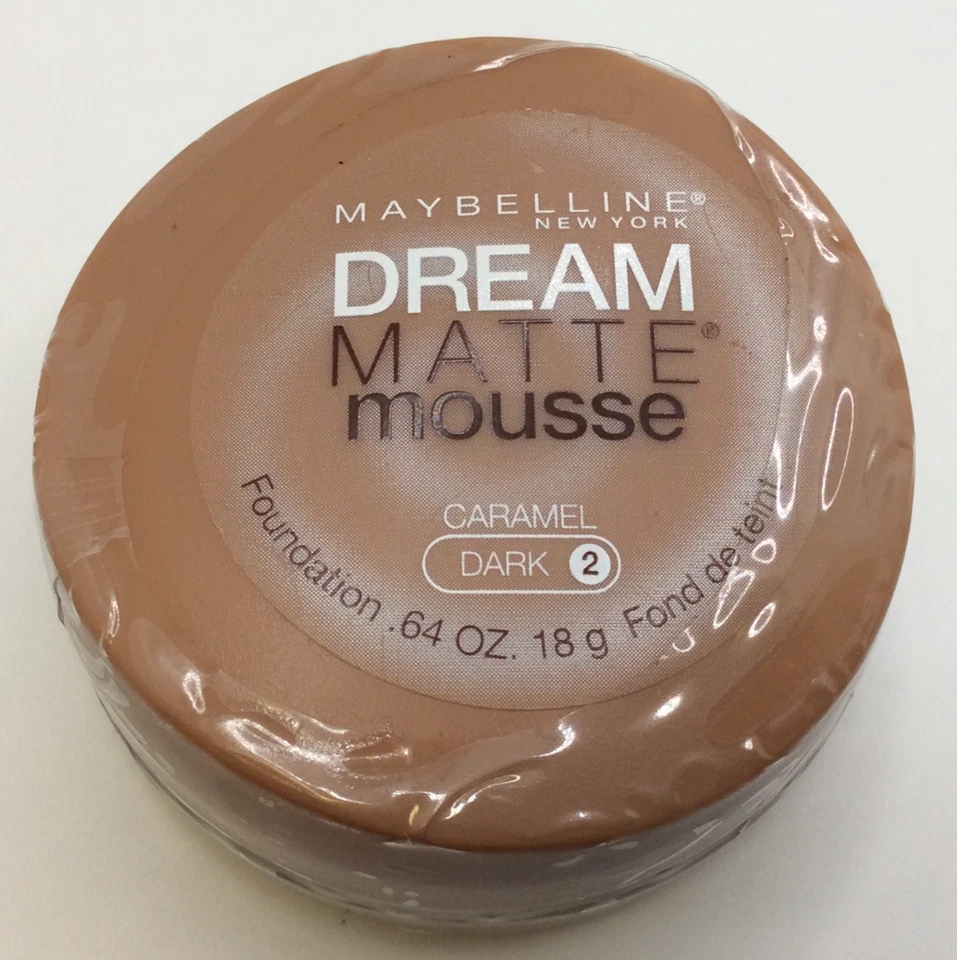 MAYBELLINE®
NEW YORK
DREAM
MATTE®
mousse
CARAMEL
DARK 2
Foundation .64 OZ. 18 g Fond de teint